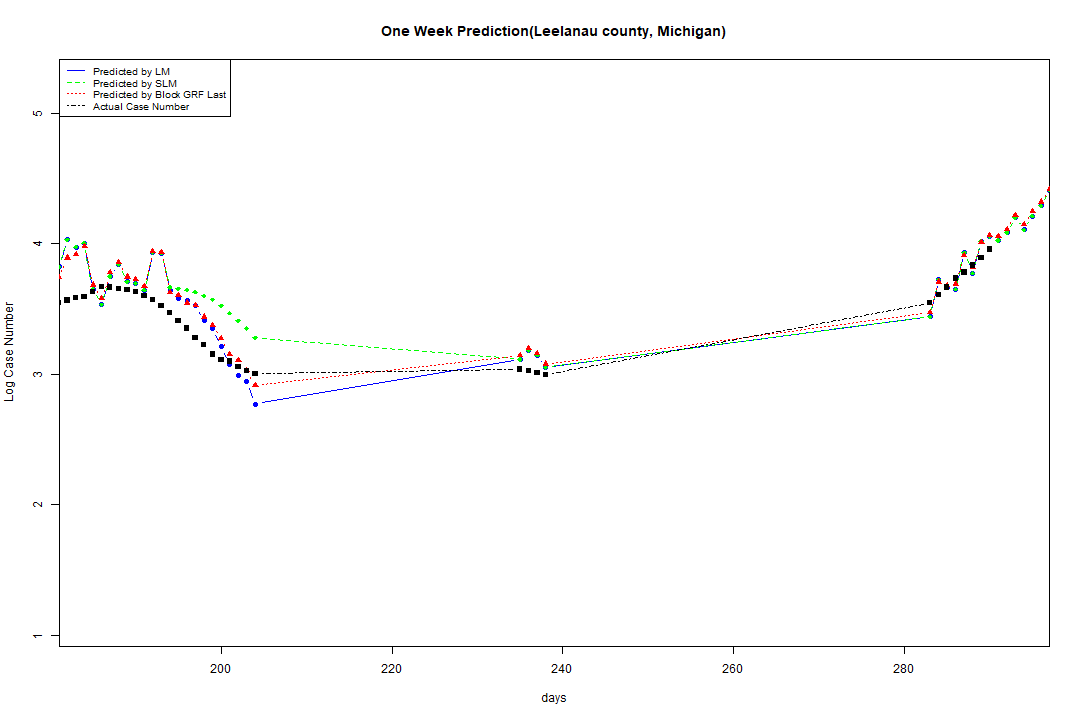 One Week Prediction(Leelanau county, Michigan)
Predicted by LM
Predicted by SLM
Predicted by Block GRF Last
Actual Case Number
5
4
3
2
1
Log Case Number
200
220
240
260
280
days